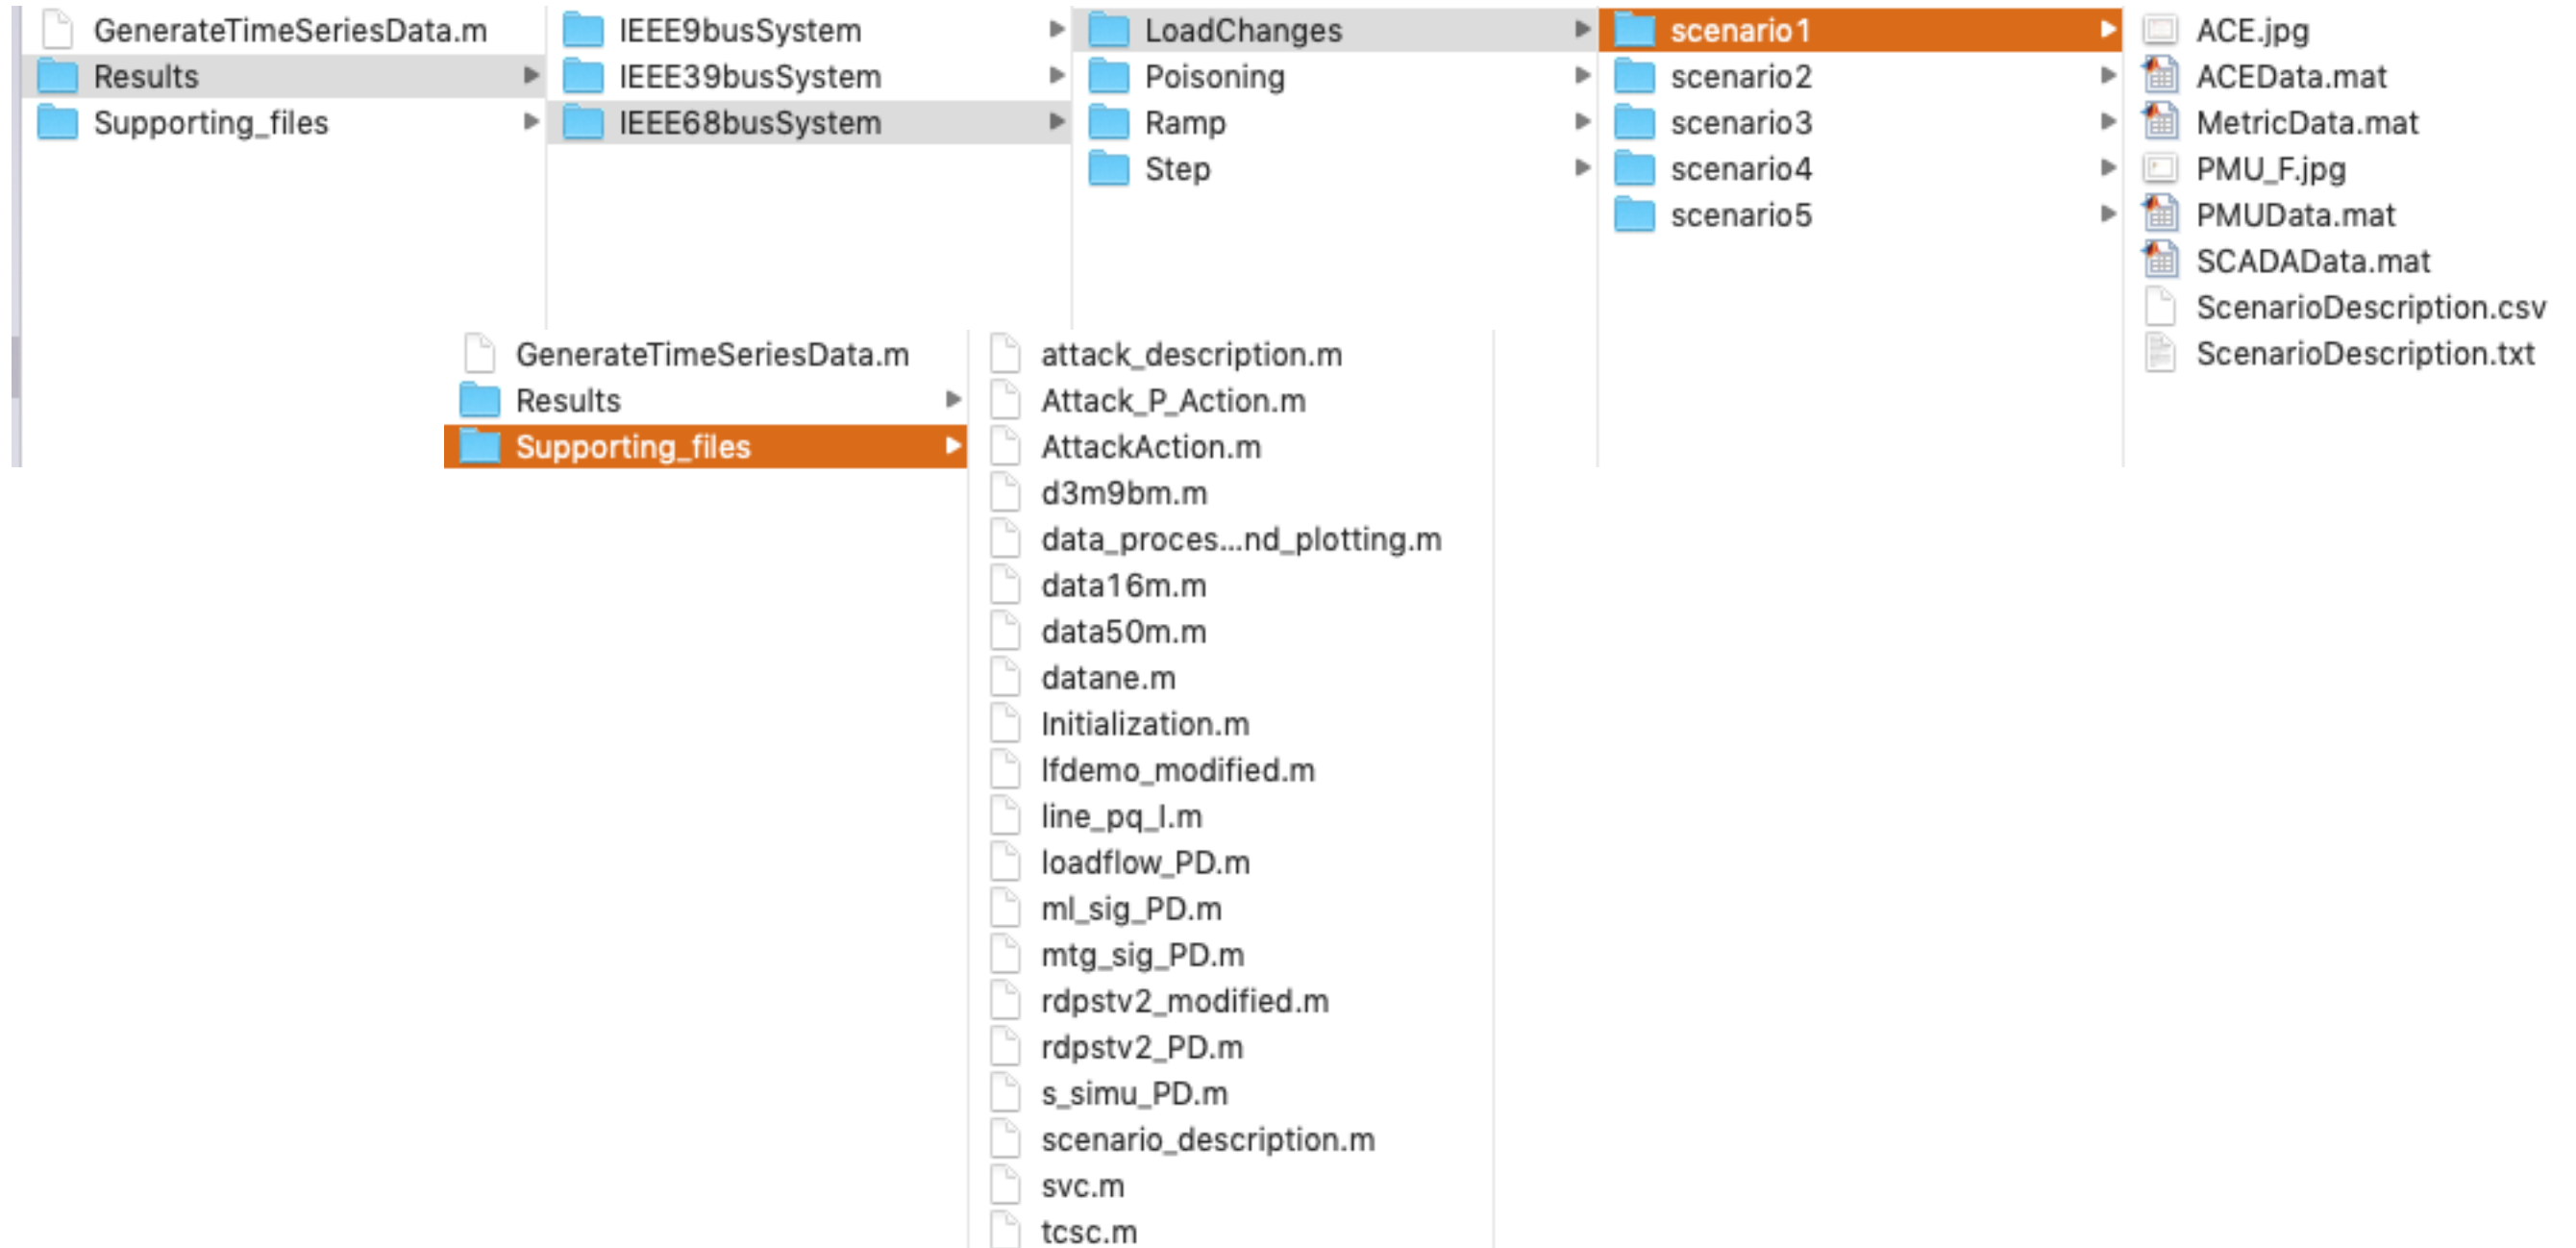 GenerateTimeSeriesData.m
Results
Supporting_files
IEEE9busSystem
IEEE39busSystem
IEEE68busSystem
LoadChanges
Poisoning
Ramp
Step
scenario1
scenario2
scenario3
scenario4
scenario5
ACE.jpg
ACEData.mat
MetricData.mat
PMU_F.jpg
PMUData.mat
SCADAData.mat
ScenarioDescription.csv
ScenarioDescription.txt
GenerateTimeSeriesData.m
Results
Supporting_files
attack_description.m
Attack_P_Action.m
AttackAction.m
d3m9bm.m
data_proces...nd_plotting.m
data16m.m
data50m.m
datane.m
Initialization.m
lfdemo_modified.m
line_pq_I.m
loadflow_PD.m
ml_sig_PD.m
mtg_sig_PD.m
rdpstv2_modified.m
rdpstv2_PD.m
s_simu_PD.m
scenario_description.m
svc.m
tcsc.m